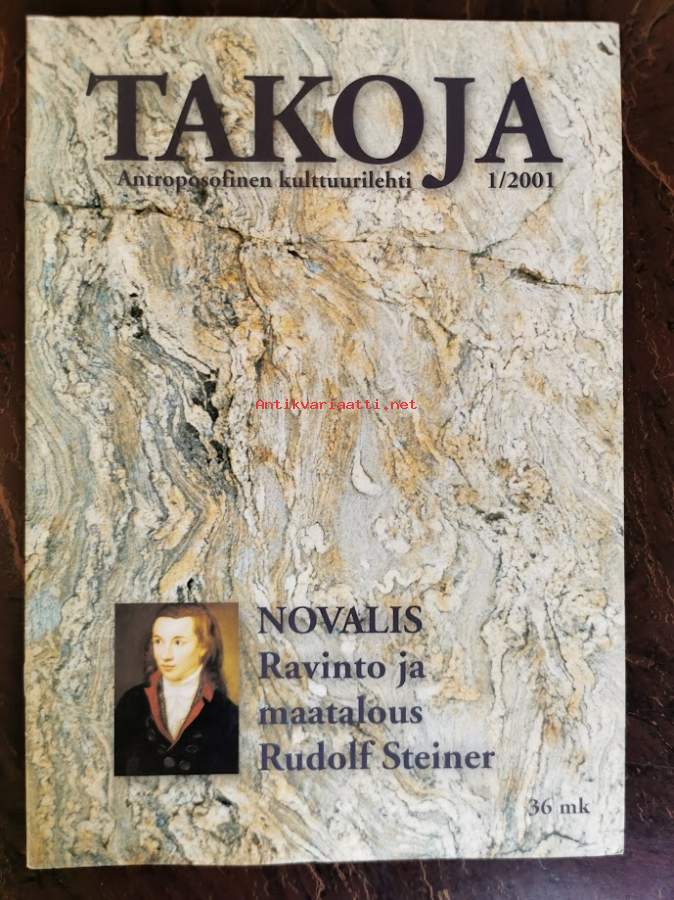 TAKOJA
Antroposofinen kulttuurilehti 1/2001
Antikvariaatti.net
NOVALIS
Ravinto ja
maatalous
Rudolf Steiner
36 mk